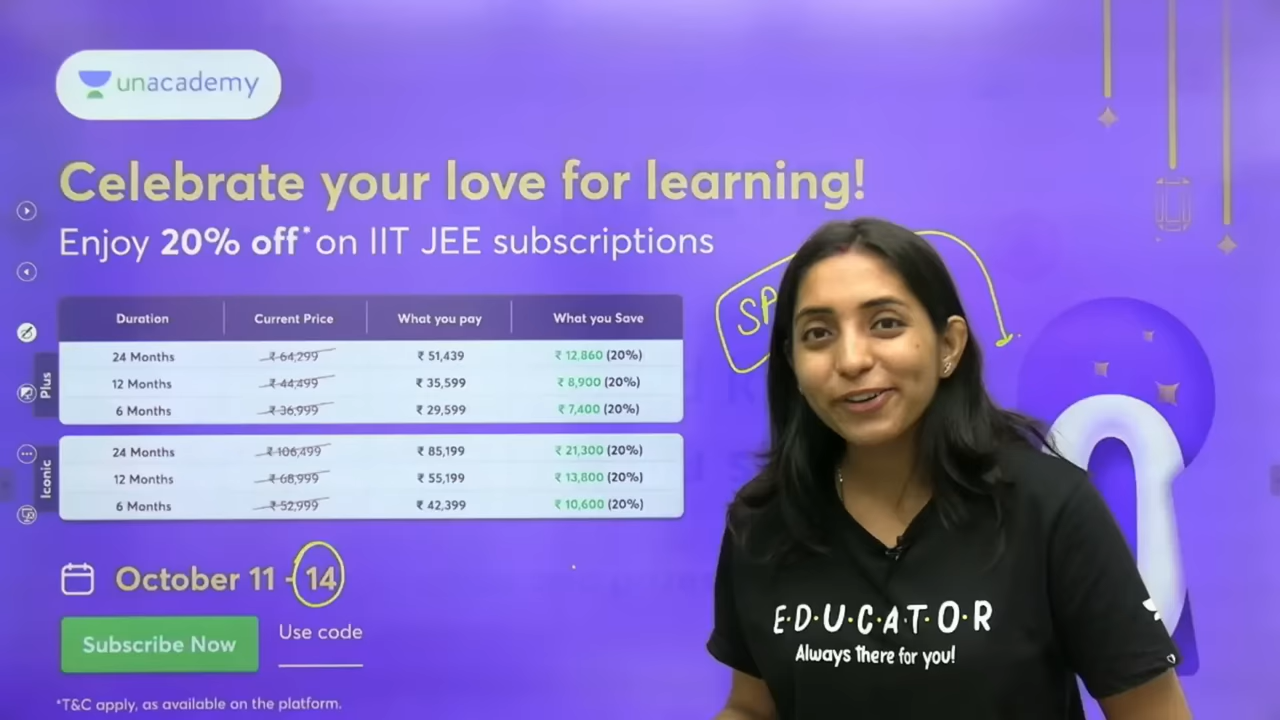 unacademy
Celebrate your love for learning!
Enjoy 20% off* on IIT JEE subscriptions
Duration Current Price What you pay What you Save
Plus
24 Months ₹ 64,299 ₹ 51,439 ₹ 12,860 (20%)
12 Months ₹ 44,499 ₹ 35,599 ₹ 8,900 (20%)
6 Months ₹ 36,999 ₹ 29,599 ₹ 7,400 (20%)
Iconic
24 Months ₹ 106,499 ₹ 85,199 ₹ 21,300 (20%)
12 Months ₹ 68,999 ₹ 55,199 ₹ 13,800 (20%)
6 Months ₹ 52,999 ₹ 42,399 ₹ 10,600 (20%)
October 11 - 14
Subscribe Now
Use code
*T&C apply, as available on the platform.
E·D·U·C·A·T·O·R
Always there for you!